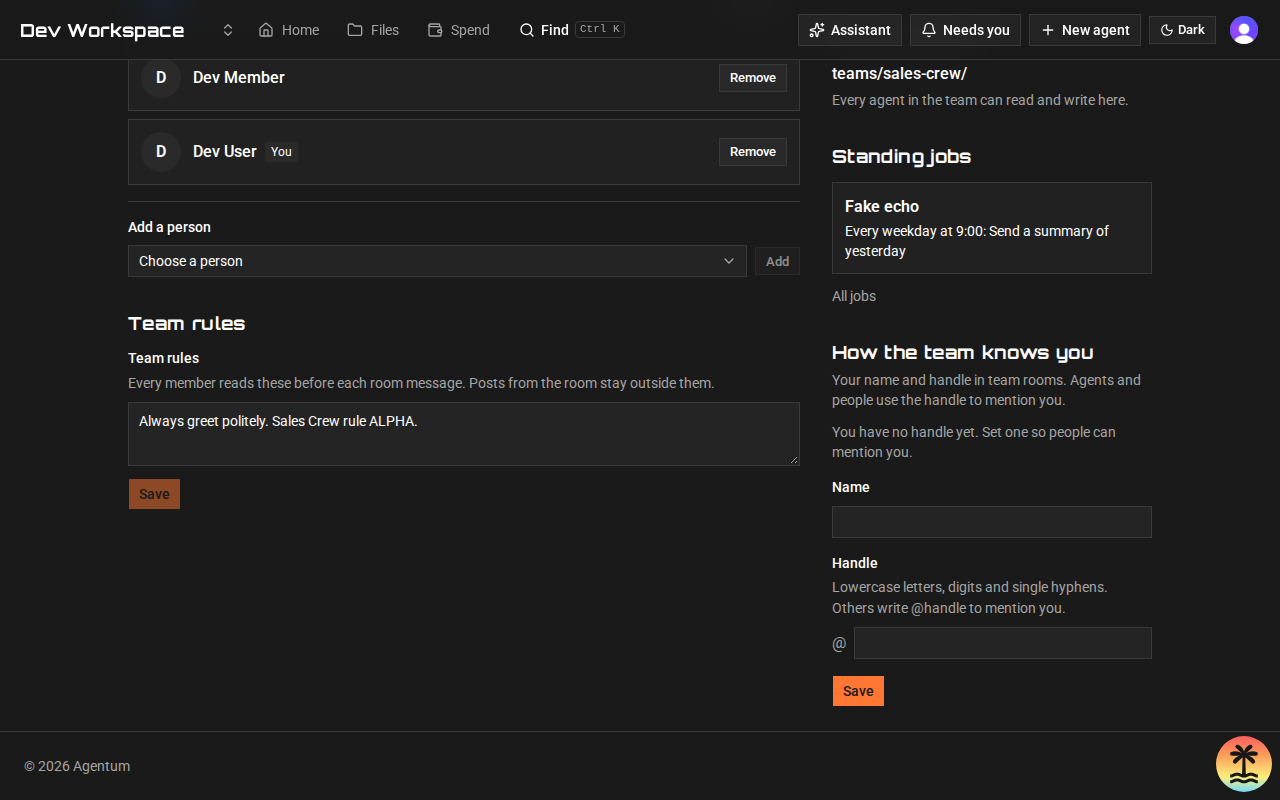 Dev Workspace
Home
Files
Spend
Find
Ctrl K
Assistant
Needs you
New agent
Dark
D
Dev Member
Remove
D
Dev User
You
Remove
Add a person
Choose a person
Add
Team rules
Team rules
Every member reads these before each room message. Posts from the room stay outside them.
Always greet politely. Sales Crew rule ALPHA.
Save
teams/sales-crew/
Every agent in the team can read and write here.
Standing jobs
Fake echo
Every weekday at 9:00: Send a summary of
yesterday
All jobs
How the team knows you
Your name and handle in team rooms. Agents and
people use the handle to mention you.
You have no handle yet. Set one so people can
mention you.
Name
Handle
Lowercase letters, digits and single hyphens.
Others write @handle to mention you.
@
Save
© 2026 Agentum